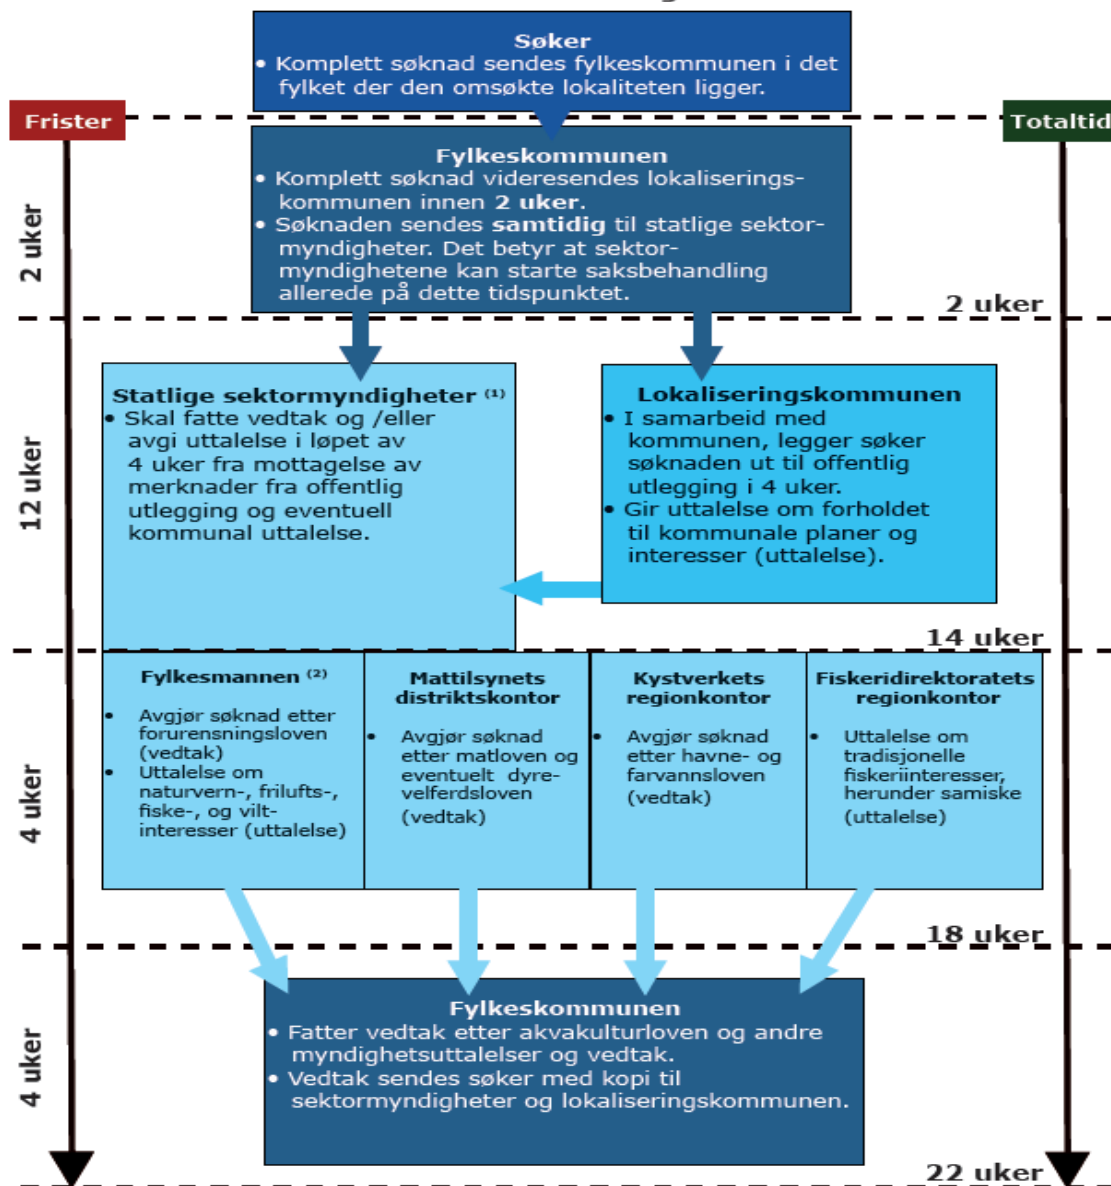 Søker
• Komplett søknad sendes fylkeskommunen i det
fylket der den omsøkte lokaliteten ligger.
Frister
Totaltid
Fylkeskommunen
• Komplett søknad videresendes lokaliserings-
kommunen innen 2 uker.
• Søknaden sendes samtidig til statlige sektor-
myndigheter. Det betyr at sektor-
myndighetene kan starte saksbehandling
allerede på dette tidspunktet.
2 uker
2 uker
Statlige sektormyndigheter (1)
• Skal fatte vedtak og /eller
avgi uttalelse i løpet av
4 uker fra mottagelse av
merknader fra offentlig
utlegging og eventuell
kommunal uttalelse.
Lokaliseringskommunen
• I samarbeid med
kommunen, legger søker
søknaden ut til offentlig
utlegging i 4 uker.
• Gir uttalelse om forholdet
til kommunale planer og
interesser (uttalelse).
12 uker
14 uker
Fylkesmannen (2)
• Avgjør søknad etter
forurensningsloven
(vedtak)
• Uttalelse om
naturvern-, frilufts-,
fiske-, og vilt-
interesser (uttalelse)
Mattilsynets
distriktskontor
• Avgjør søknad
etter matloven og
eventuelt dyre-
velferdsloven
(vedtak)
Kystverkets
regionkontor
• Avgjør søknad
etter havne- og
farvannsloven
(vedtak)
Fiskeridirektoratets
regionkontor
• Uttalelse om
tradisjonelle
fiskeriinteresser,
herunder samiske
(uttalelse)
4 uker
18 uker
Fylkeskommunen
• Fatter vedtak etter akvakulturloven og andre
myndighetsuttalelser og vedtak.
• Vedtak sendes søker med kopi til
sektormyndigheter og lokaliseringskommunen.
4 uker
22 uker